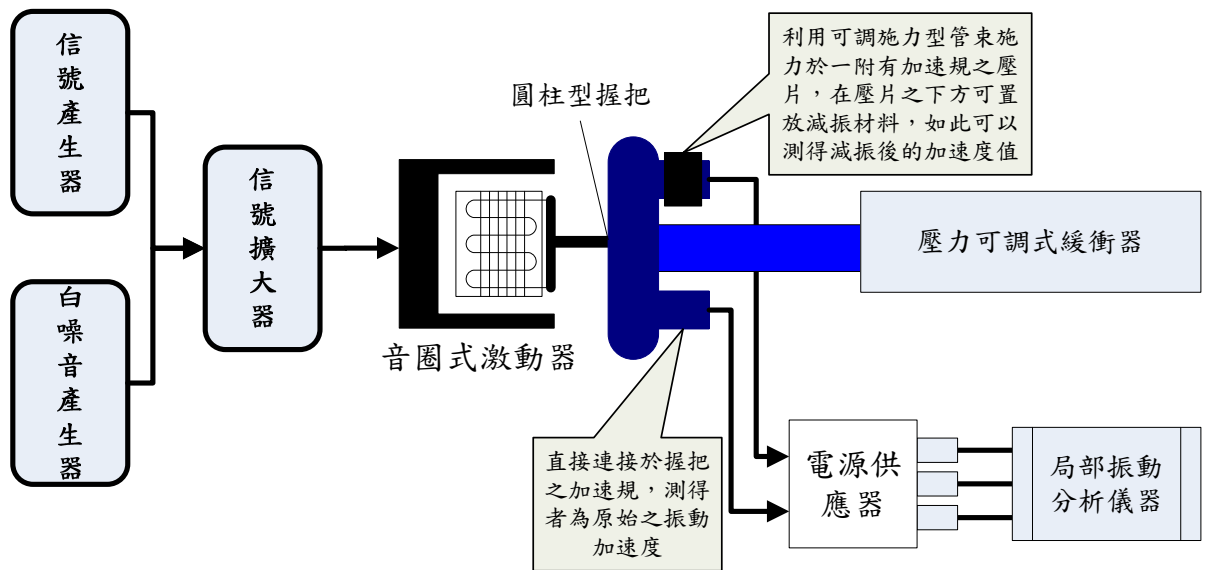 信
號
產
生
器
白
噪
音
產
生
器
信
號
擴
大
器
音圈式激動器
圓柱型握把
利用可調施力型管束施
力於一附有加速規之壓
片，在壓片之下方可置
放減振材料，如此可以
測得減振後的加速度值
壓力可調式緩衝器
直接連接於握把
之加速規，測得
者為原始之振動
加速度
電源供
應器
局部振動
分析儀器